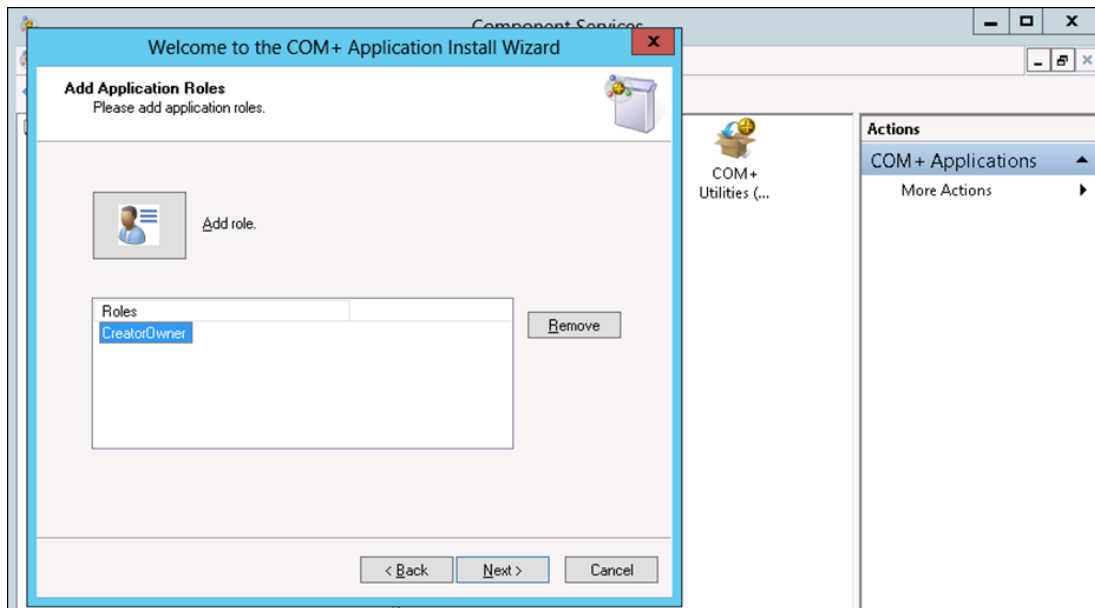 Component Services
Welcome to the COM+ Application Install Wizard
Add Application Roles
Please add application roles.
Add role.
Roles
CreatorOwner
Remove
< Back
Next >
Cancel
COM+
Utilities (...
Actions
COM+ Applications
More Actions